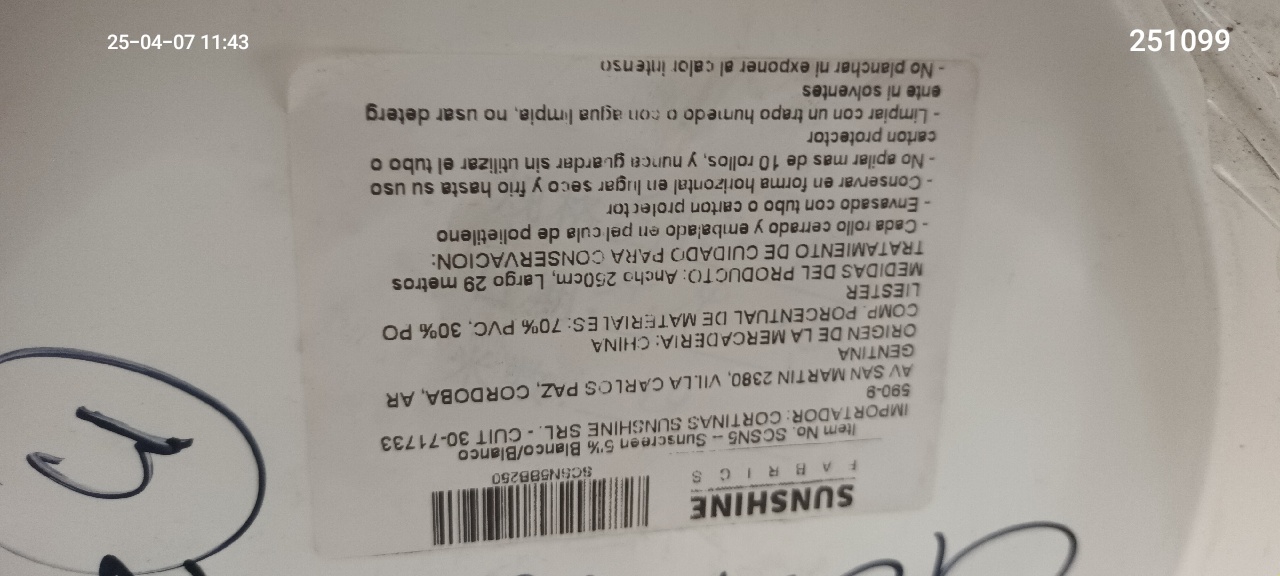 25-04-07 11:43
251099
SUNSHINE
FABRICS
SCSN5BB250
Item No. SCSN5 – Sunscreen 5% Blanco/Blanco
IMPORTADOR: CORTINAS SUNSHINE SRL. - CUIT 30-71733
590-9
AV SAN MARTIN 2380, VILLA CARLOS PAZ, CORDOBA, AR
GENTINA
ORIGEN DE LA MERCADERIA: CHINA
COMP. PORCENTUAL DE MATERIALES: 70% PVC, 30% PO
LIESTER
MEDIDAS DEL PRODUCTO: Ancho 250cm, Largo 29 metros
TRATAMIENTO DE CUIDADO PARA CONSERVACION:
- Cada rollo cerrado y embalado en pelicula de polietileno
- Envasado con tubo o carton protector
- Conservar en forma horizontal en lugar seco y frio hasta su uso
- No apilar mas de 10 rollos, y nunca guardar sin utilizar el tubo o
carton protector
- Limpiar con un trapo humedo o con agua limpia, no usar deterg
ente ni solventes
- No planchar ni exponer al calor intenso